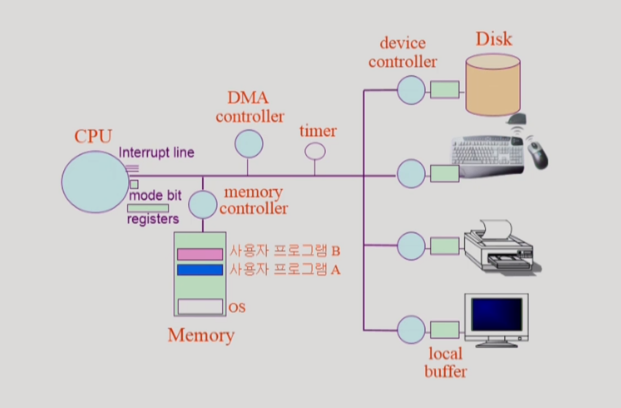 device
controller
Disk
DMA
controller
timer
CPU
Interrupt line
mode bit
registers
memory
controller
사용자 프로그램 B
사용자 프로그램 A
OS
Memory
local
buffer